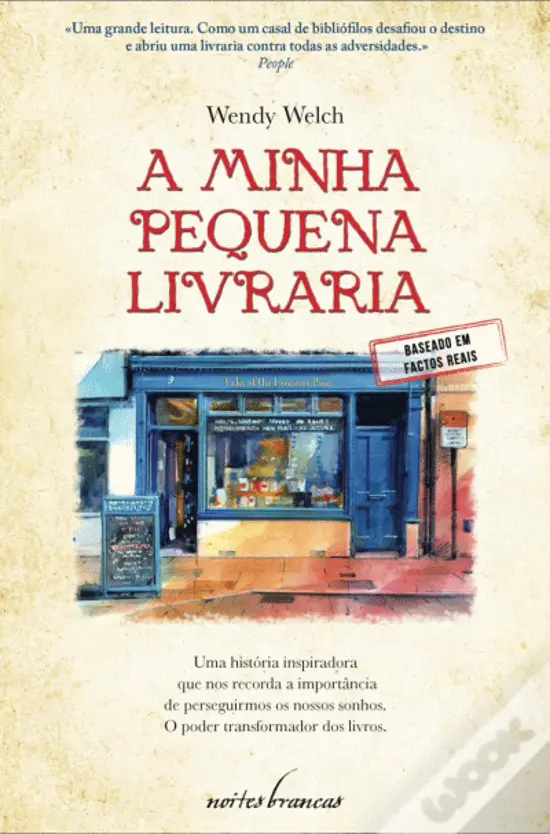 «Uma grande leitura. Como um casal de bibliófilos desafiou o destino
e abriu uma livraria contra todas as adversidades.»
People
Wendy Welch
A MINHA
PEQUENA
LIVRARIA
BASEADO EM
FACTOS REAIS
9
Uma história inspiradora
que nos recorda a importância
de perseguirmos os nossos sonhos.
O poder transformador dos livros.
noites brancas
WOOK